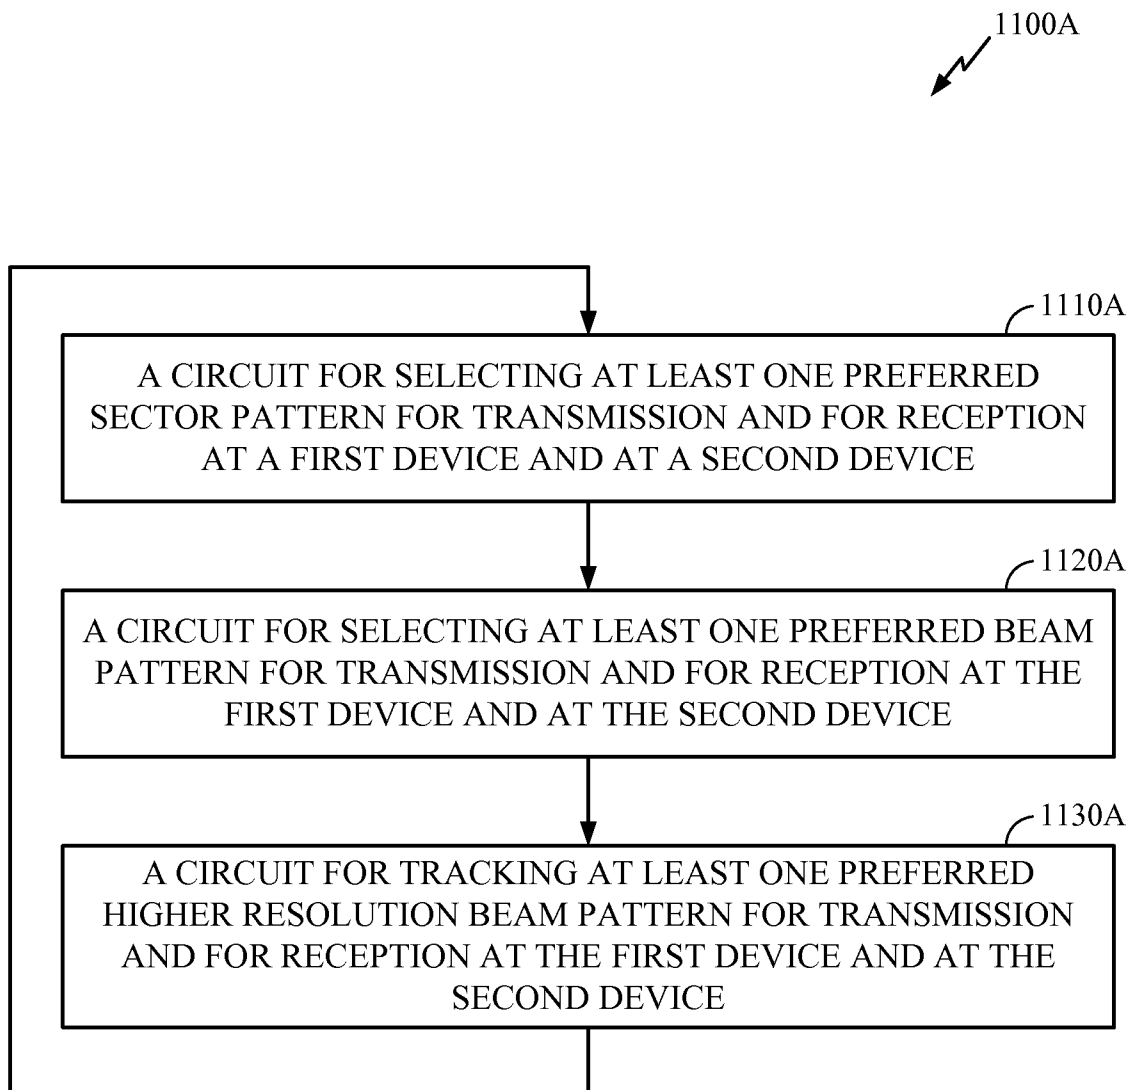 1100A
1110A
A CIRCUIT FOR SELECTING AT LEAST ONE PREFERRED
SECTOR PATTERN FOR TRANSMISSION AND FOR RECEPTION
AT A FIRST DEVICE AND AT A SECOND DEVICE
1120A
A CIRCUIT FOR SELECTING AT LEAST ONE PREFERRED BEAM
PATTERN FOR TRANSMISSION AND FOR RECEPTION AT THE
FIRST DEVICE AND AT THE SECOND DEVICE
1130A
A CIRCUIT FOR TRACKING AT LEAST ONE PREFERRED
HIGHER RESOLUTION BEAM PATTERN FOR TRANSMISSION
AND FOR RECEPTION AT THE FIRST DEVICE AND AT THE
SECOND DEVICE